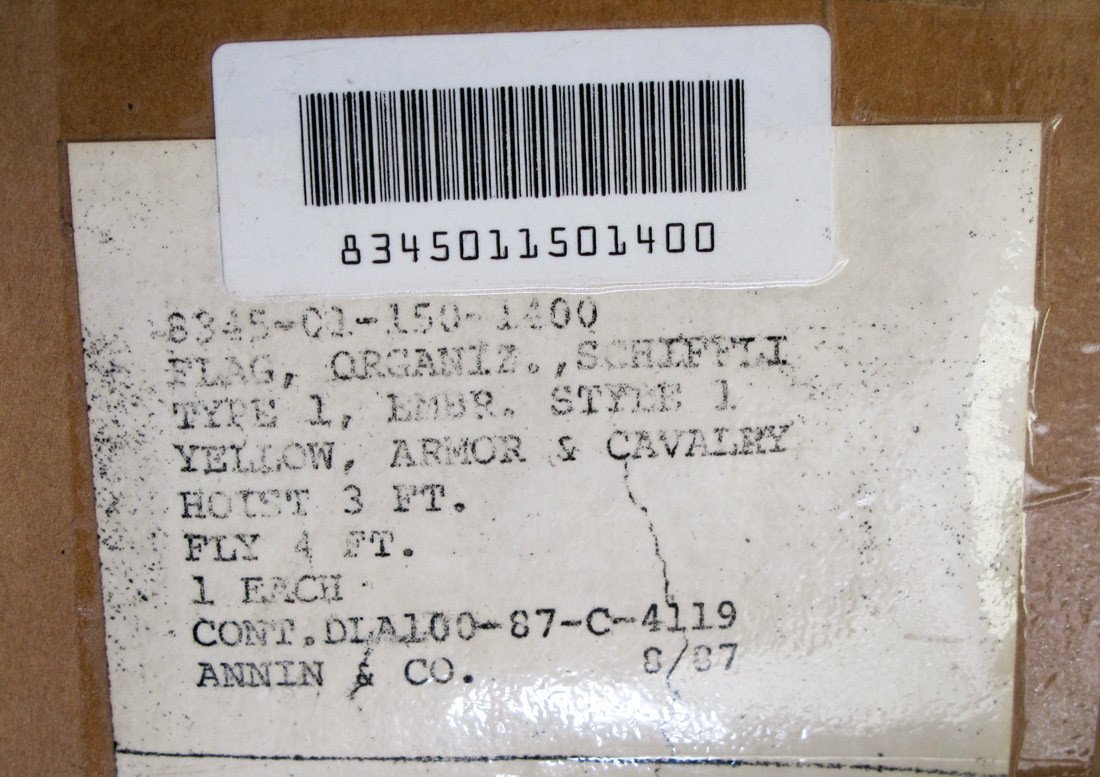 8345011501400
8345-01-150-1400
FLAG, ORGANIZ.,SCHIFFLI
TYPE 1, EMBR. STYLE 1
YELLOW, ARMOR & CAVALRY
HOIST 3 FT.
FLY 4 FT.
1 EACH
CONT.DLA100-87-C-4119
ANNIN & CO. 8/87